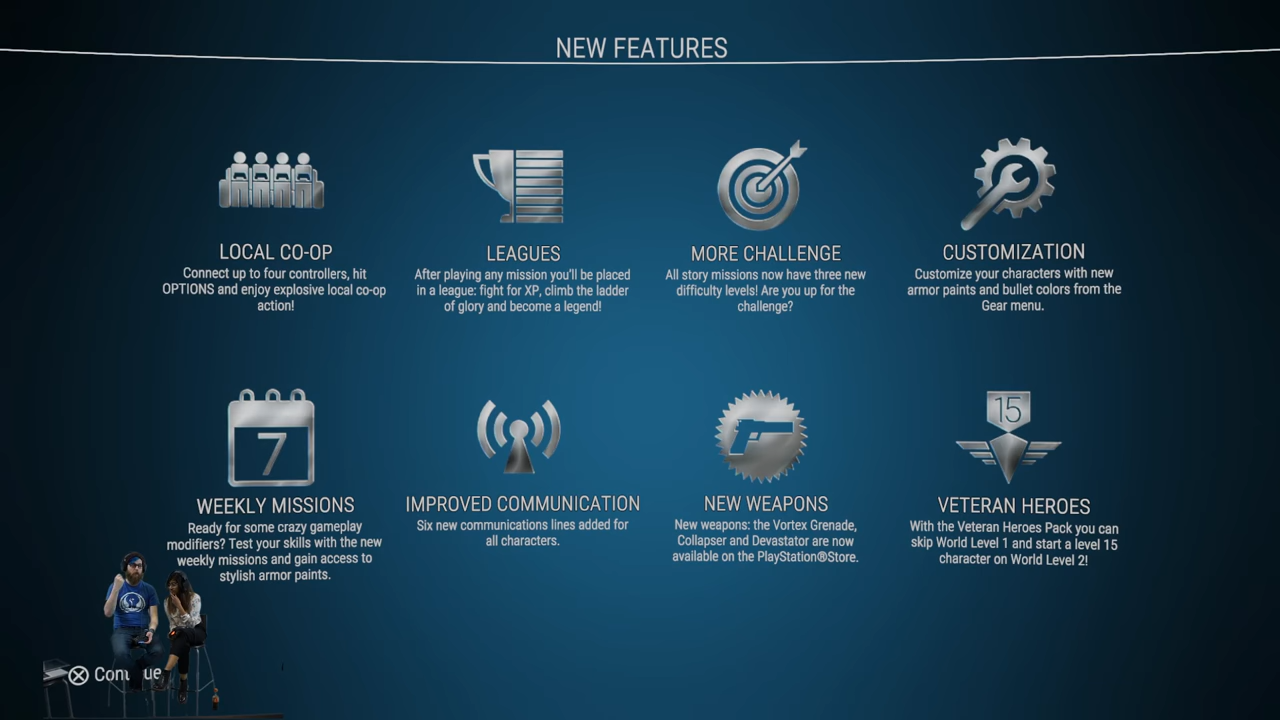 NEW FEATURES
LOCAL CO-OP
Connect up to four controllers, hit
OPTIONS and enjoy explosive local co-op
action!
LEAGUES
After playing any mission you'll be placed
in a league: fight for XP, climb the ladder
of glory and become a legend!
MORE CHALLENGE
All story missions now have three new
difficulty levels! Are you up for the
challenge?
CUSTOMIZATION
Customize your characters with new
armor paints and bullet colors from the
Gear menu.
7
WEEKLY MISSIONS
Ready for some crazy gameplay
modifiers? Test your skills with the new
weekly missions and gain access to
stylish armor paints.
IMPROVED COMMUNICATION
Six new communications lines added for
all characters.
NEW WEAPONS
New weapons: the Vortex Grenade,
Collapser and Devastator are now
available on the PlayStation®Store.
15
VETERAN HEROES
With the Veteran Heroes Pack you can
skip World Level 1 and start a level 15
character on World Level 2!